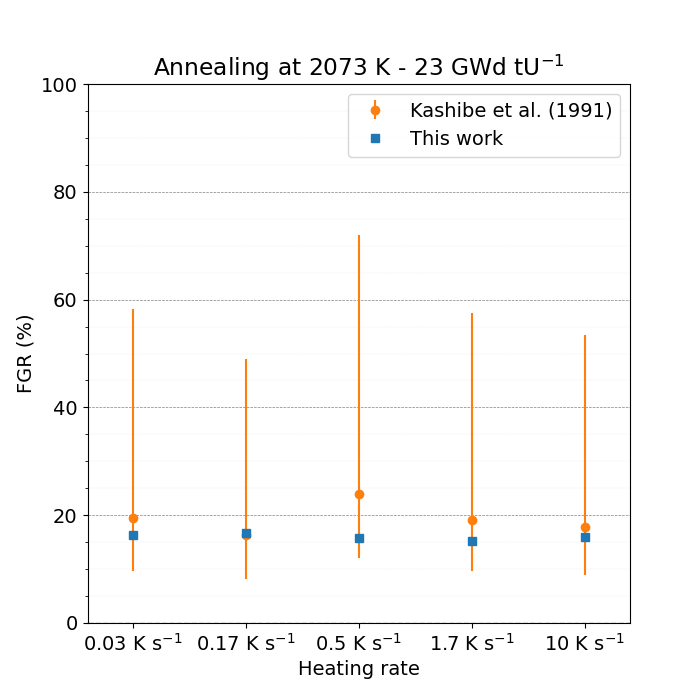 Annealing at 2073 K - 23 GWd tU⁻¹
Kashibe et al. (1991)
This work
100
80
60
40
20
0
FGR (%)
0.03 K s⁻¹ 0.17 K s⁻¹ 0.5 K s⁻¹ 1.7 K s⁻¹ 10 K s⁻¹
Heating rate